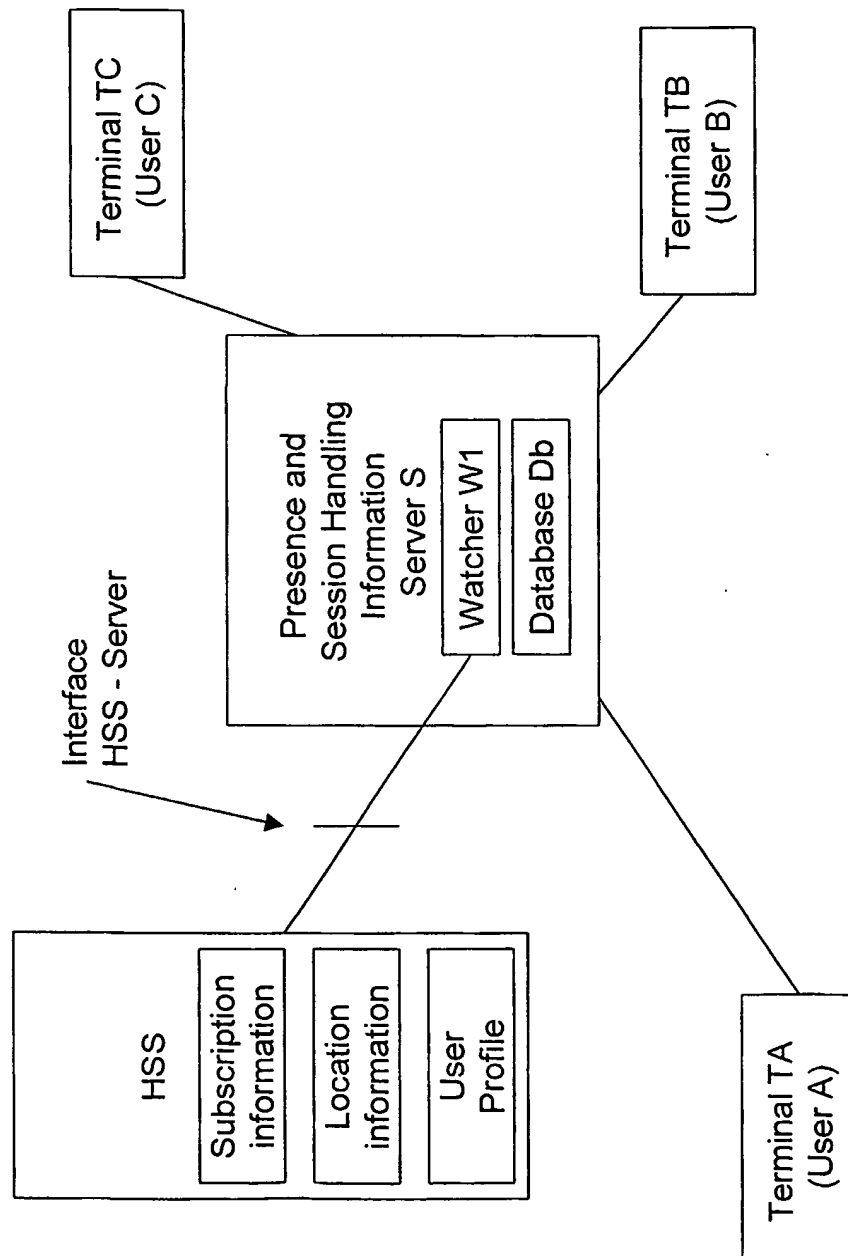 HSS
Subscription
information
Location
information
User
Profile
Interface
HSS - Server
Presence and
Session Handling
Information
Server S
Watcher W1
Database Db
Terminal TA
(User A)
Terminal TC
(User C)
Terminal TB
(User B)